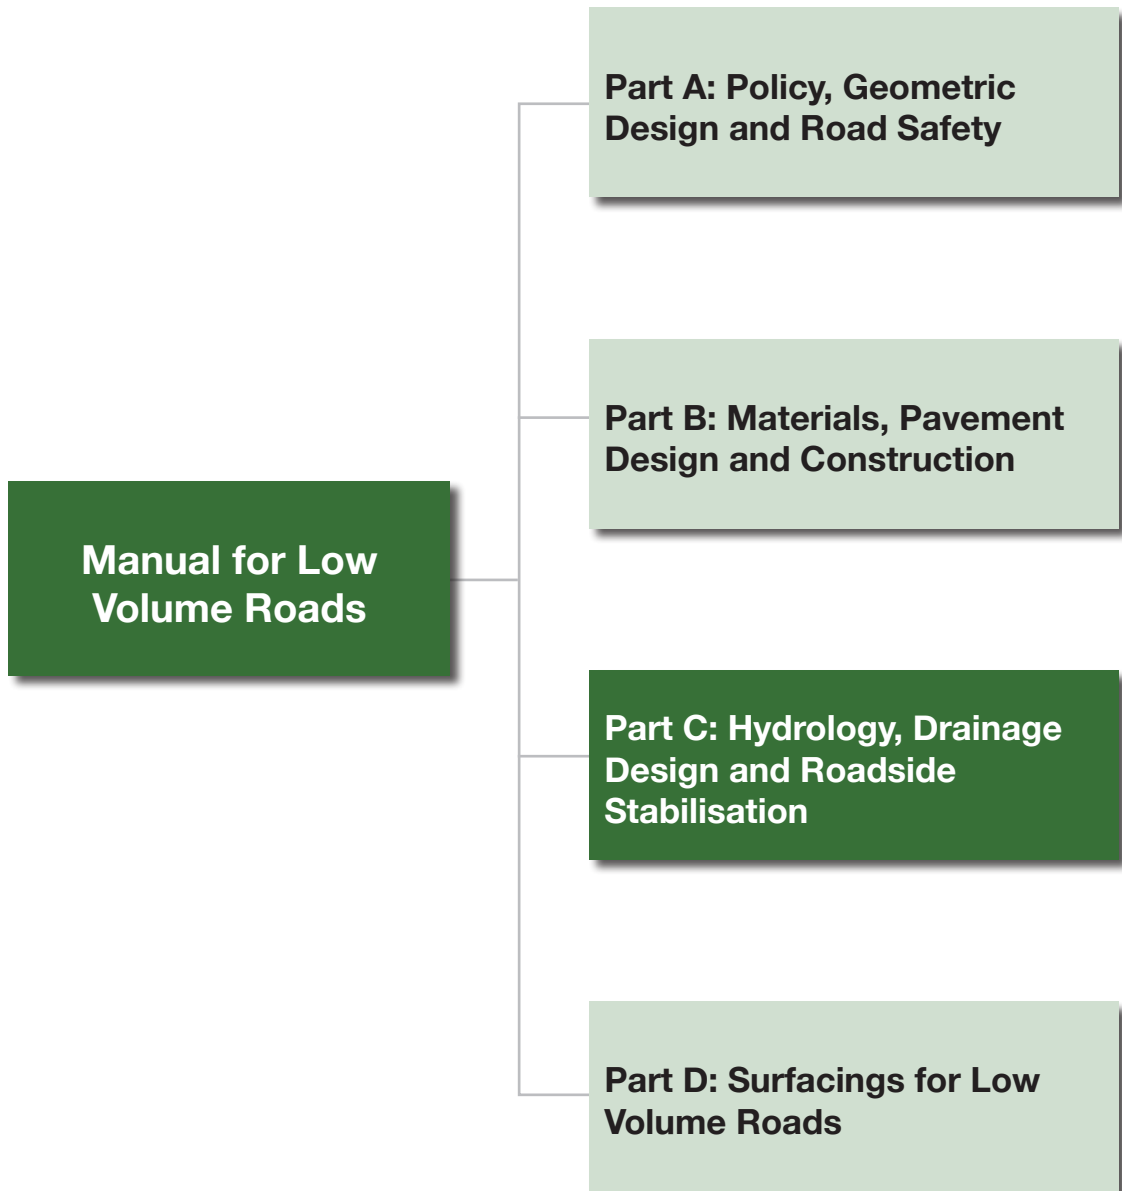 Part A: Policy, Geometric
Design and Road Safety
Part B: Materials, Pavement
Design and Construction
Manual for Low
Volume Roads
Part C: Hydrology, Drainage
Design and Roadside
Stabilisation
Part D: Surfacings for Low
Volume Roads